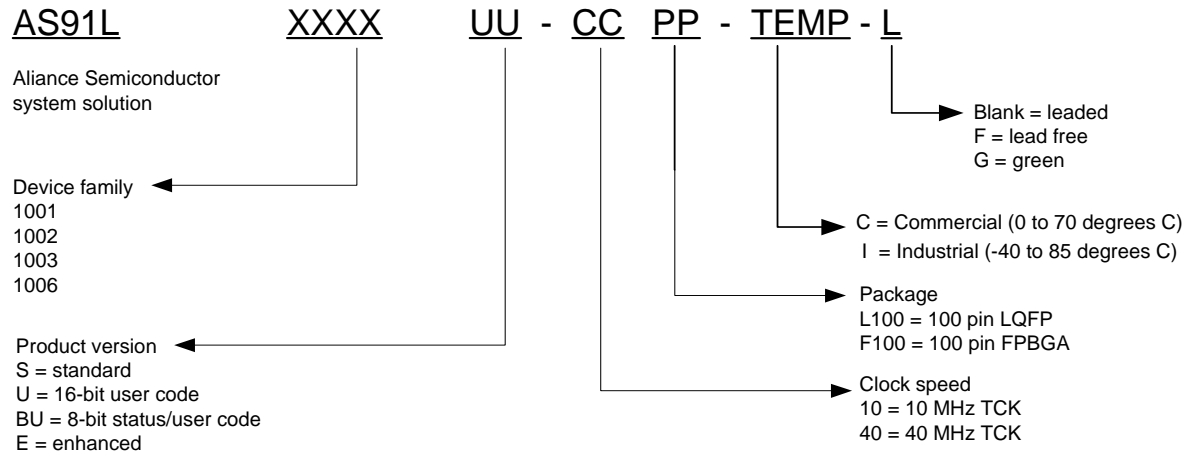 AS91L XXXX UU - CC PP - TEMP - L
Aliance Semiconductor
system solution
Blank = leaded
F = lead free
G = green
Device family
1001
1002
1003
1006
C = Commercial (0 to 70 degrees C)
I = Industrial (-40 to 85 degrees C)
Package
L100 = 100 pin LQFP
F100 = 100 pin FPBGA
Product version
S = standard
U = 16-bit user code
BU = 8-bit status/user code
E = enhanced
Clock speed
10 = 10 MHz TCK
40 = 40 MHz TCK